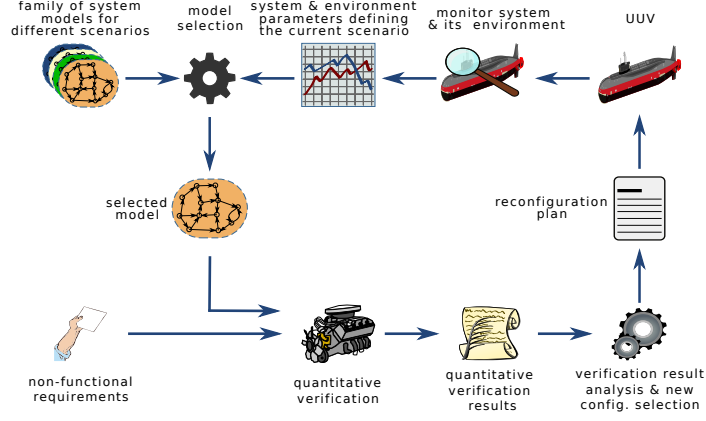 family of system
models for
different scenarios
model
selection
system & environment
parameters defining
the current scenario
monitor system
& its environment
UUV
selected
model
reconfiguration
plan
non-functional
requirements
quantitative
verification
quantitative
verification
results
verification result
analysis & new
config. selection